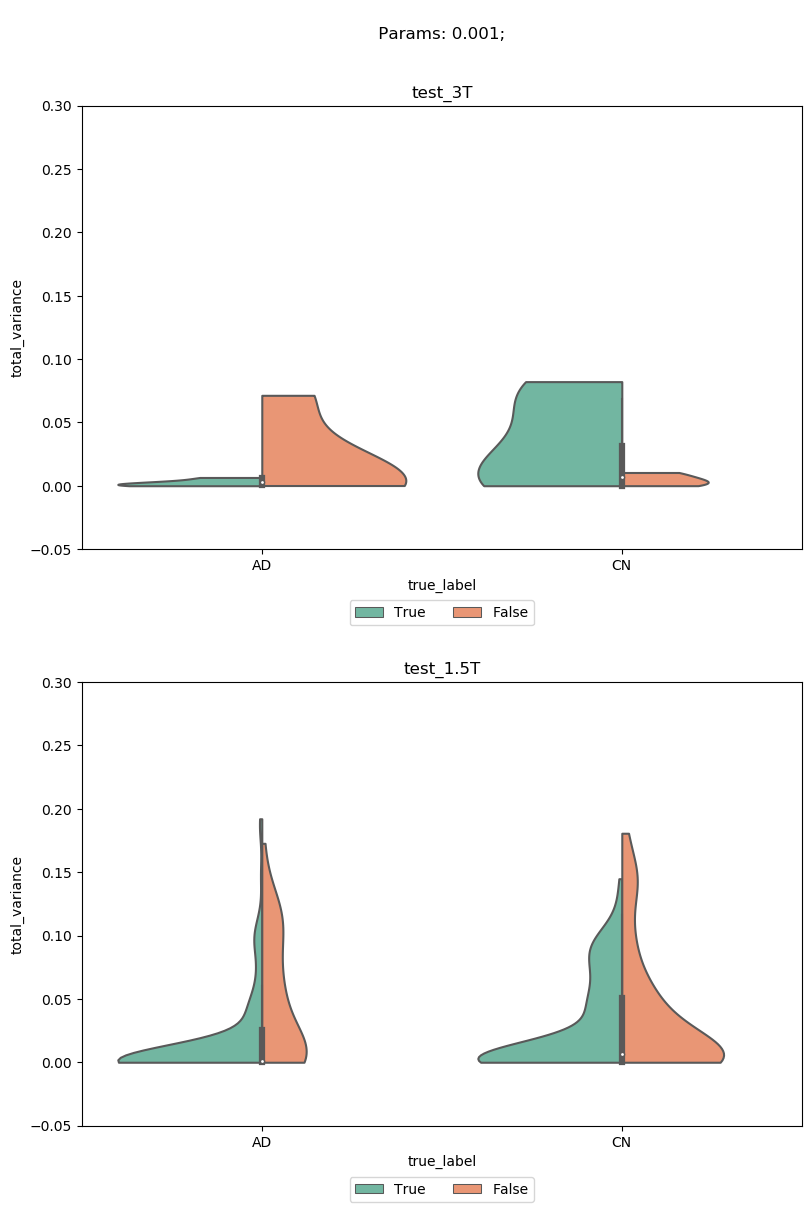 Params: 0.001;
test_3T
0.30
0.25
0.20
0.15
0.10
0.05
0.00
−0.05
total_variance
AD CN
true_label
True False
test_1.5T
0.30
0.25
0.20
0.15
0.10
0.05
0.00
−0.05
total_variance
AD CN
true_label
True False